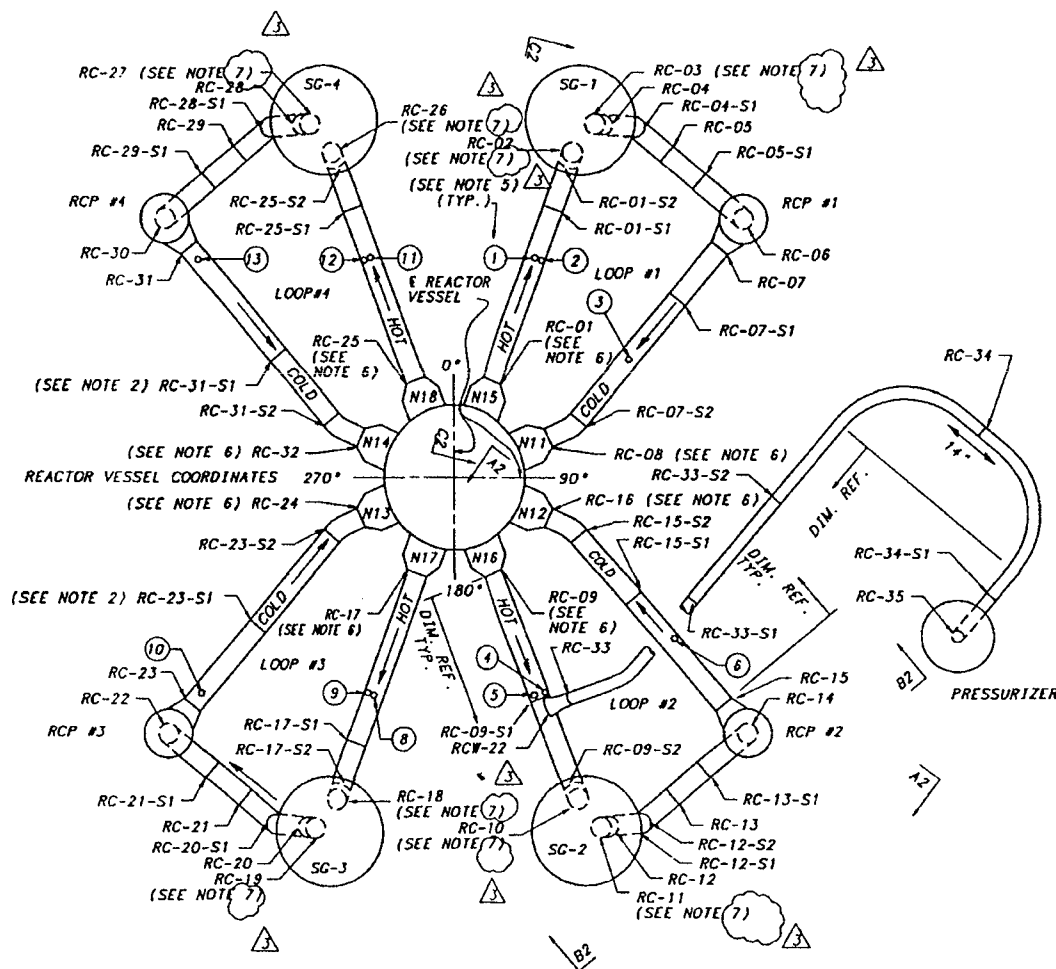 3
C2
3
RC-27 (SEE NOTE 7)
RC-28
RC-28-S1
RC-29
RC-29-S1
SG-4
RC-26
(SEE NOTE 7)
3
RC-02
(SEE NOTE 7)
3
(SEE NOTE 5)
(TYP.)
SG-1
RC-03 (SEE NOTE 7)
RC-04
RC-04-S1
RC-05
RC-05-S1
RCP #4
RC-25-S2
RC-25-S1
RC-01-S2
RC-01-S1
RCP #1
RC-30
RC-31
13
12
11
1
2
RC-06
RC-07
LOOP#4
℄ REACTOR
VESSEL
LOOP #1
3
RC-07-S1
HOT
HOT
RC-25
(SEE
NOTE 6)
RC-01
(SEE
NOTE 6)
RC-34
(SEE NOTE 2) RC-31-S1
COLD
COLD
0°
N18
N15
RC-31-S2
RC-07-S2
14"
N14
N11
C2
A2
(SEE NOTE 6) RC-32
RC-08 (SEE NOTE 6)
RC-33-S2
REACTOR VESSEL COORDINATES 270°
90°
DIM. REF.
(SEE NOTE 6) RC-24
N13
N12
RC-16 (SEE NOTE 6)
RC-23-S2
RC-15-S2
RC-15-S1
N17
N16
RC-34-S1
180°
DIM. REF.
TYP.
(SEE NOTE 2) RC-23-S1
COLD
RC-17
(SEE NOTE 6)
HOT
DIM. REF.
TYP.
HOT
RC-09
(SEE
NOTE 6)
COLD
RC-33-S1
RC-35
10
RC-23
RC-22
LOOP #3
9
8
4
5
RC-33
6
LOOP #2
RC-15
RC-14
B2
PRESSURIZER
RCP #3
RC-17-S1
RC-17-S2
RC-09-S1
RCW-22
RC-09-S2
RCP #2
3
RC-21-S1
RC-21
RC-20-S1
RC-20
RC-19
(SEE NOTE 7)
3
SG-3
RC-18
(SEE NOTE 7)
RC-10
(SEE NOTE 7)
3
SG-2
RC-13-S1
RC-13
RC-12-S2
RC-12-S1
RC-12
RC-11
(SEE NOTE 7)
3
A2
B2